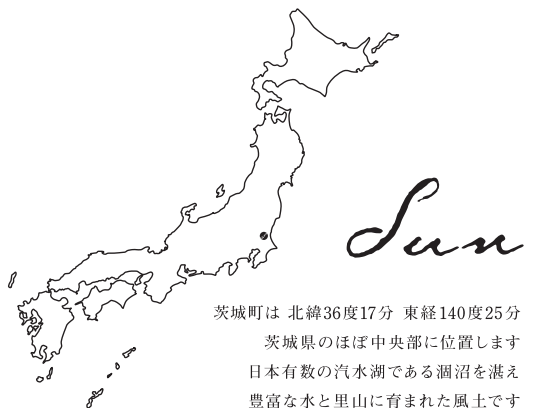 Sun
茨城町は 北緯36度17分 東経140度25分
茨城県のほぼ中央部に位置します
日本有数の汽水湖である涸沼を湛え
豊富な水と里山に育まれた風土です